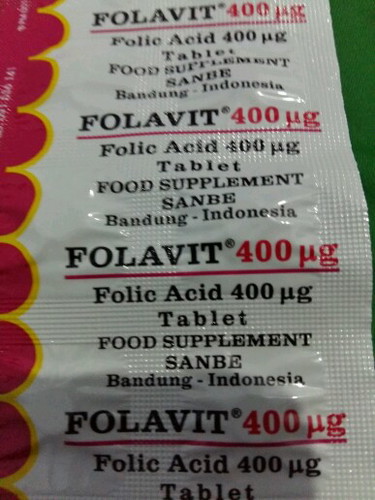 FOLAVIT® 400 µg
Folic Acid 400 µg
Tablet
FOOD SUPPLEMENT
SANBE
Bandung - Indonesia
FOLAVIT® 400 µg
Folic Acid 400 µg
Tablet
FOOD SUPPLEMENT
SANBE
Bandung - Indonesia
FOLAVIT® 400 µg
Folic Acid 400 µg
Tablet
FOOD SUPPLEMENT
SANBE
Bandung - Indonesia
FOLAVIT® 400 µg
Folic Acid 400 µg
Tablet